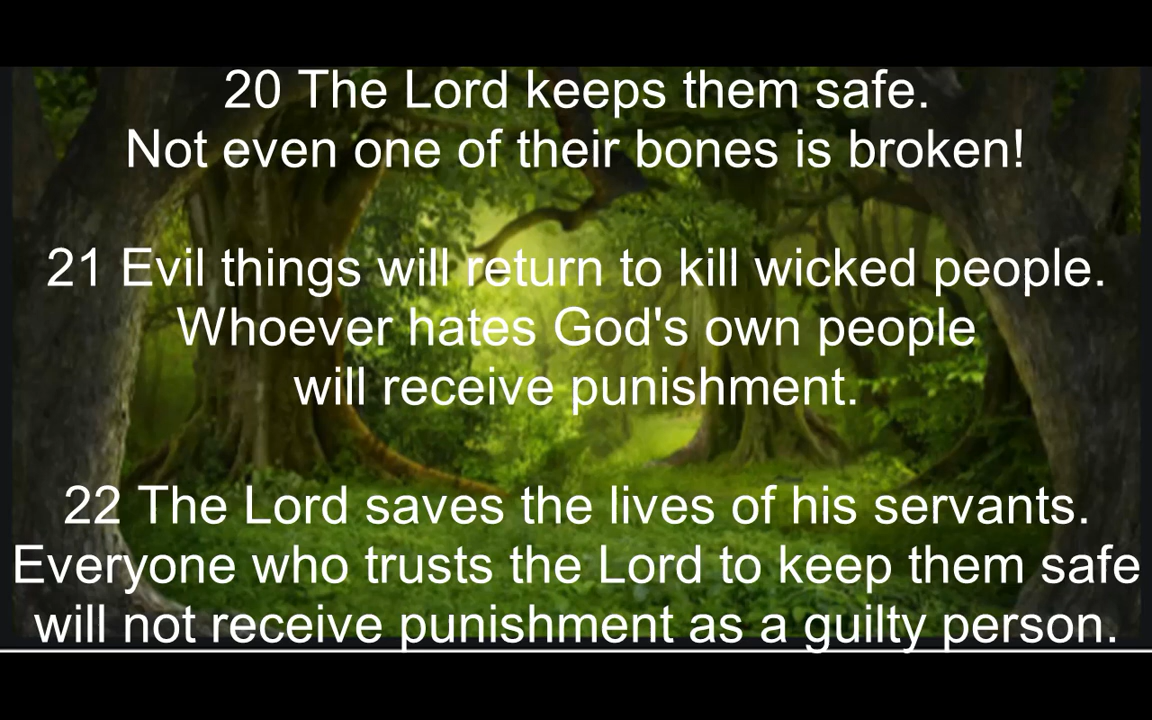 20 The Lord keeps them safe.
Not even one of their bones is broken!
21 Evil things will return to kill wicked people.
Whoever hates God's own people
will receive punishment.
22 The Lord saves the lives of his servants.
Everyone who trusts the Lord to keep them safe
will not receive punishment as a guilty person.